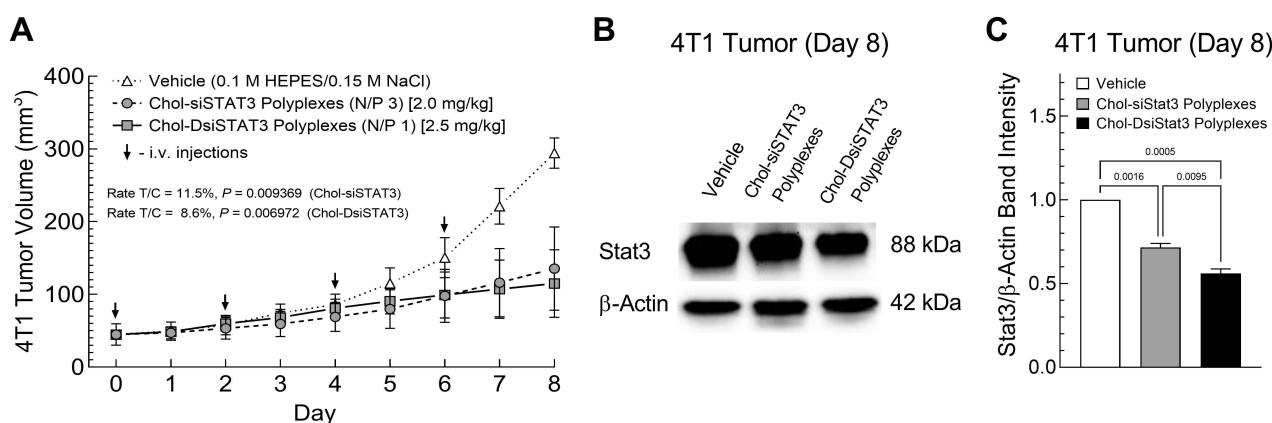 A
4T1 Tumor Volume (mm³)
400
300
200
100
0
Vehicle (0.1 M HEPES/0.15 M NaCl)
Chol-siSTAT3 Polyplexes (N/P 3) [2.0 mg/kg]
Chol-DsiSTAT3 Polyplexes (N/P 1) [2.5 mg/kg]
- i.v. injections
Rate T/C = 11.5%, P = 0.009369 (Chol-siSTAT3)
Rate T/C = 8.6%, P = 0.006972 (Chol-DsiSTAT3)
0 1 2 3 4 5 6 7 8
Day
B
4T1 Tumor (Day 8)
Vehicle
Chol-siSTAT3
Polyplexes
Chol-DsiSTAT3
Polyplexes
Stat3 88 kDa
β-Actin 42 kDa
C
4T1 Tumor (Day 8)
Stat3/β-Actin Band Intensity
1.5
1.0
0.5
0.0
Vehicle
Chol-siStat3 Polyplexes
Chol-DsiStat3 Polyplexes
0.0005
0.0016 0.0095